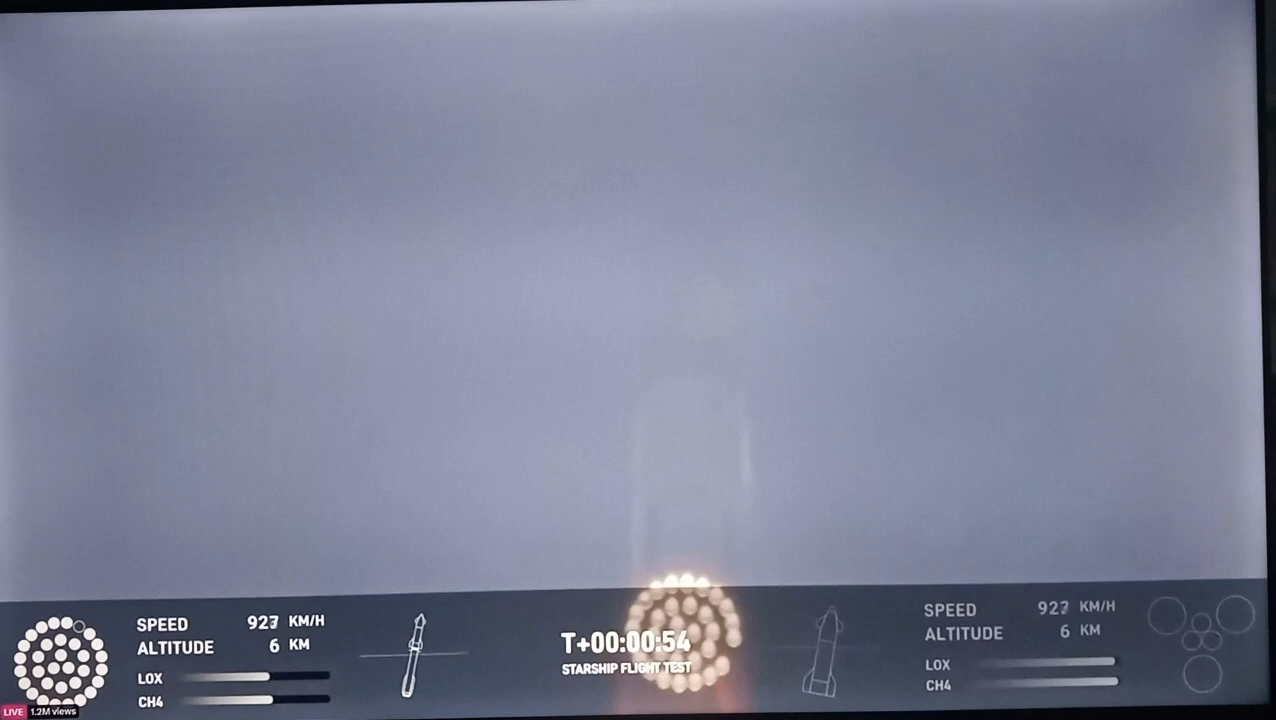 SPEED 927 KM/H
ALTITUDE 6 KM
LOX
CH4
T+00:00:54
STARSHIP FLIGHT TEST
SPEED 927 KM/H
ALTITUDE 6 KM
LOX
CH4
LIVE 1.2M views